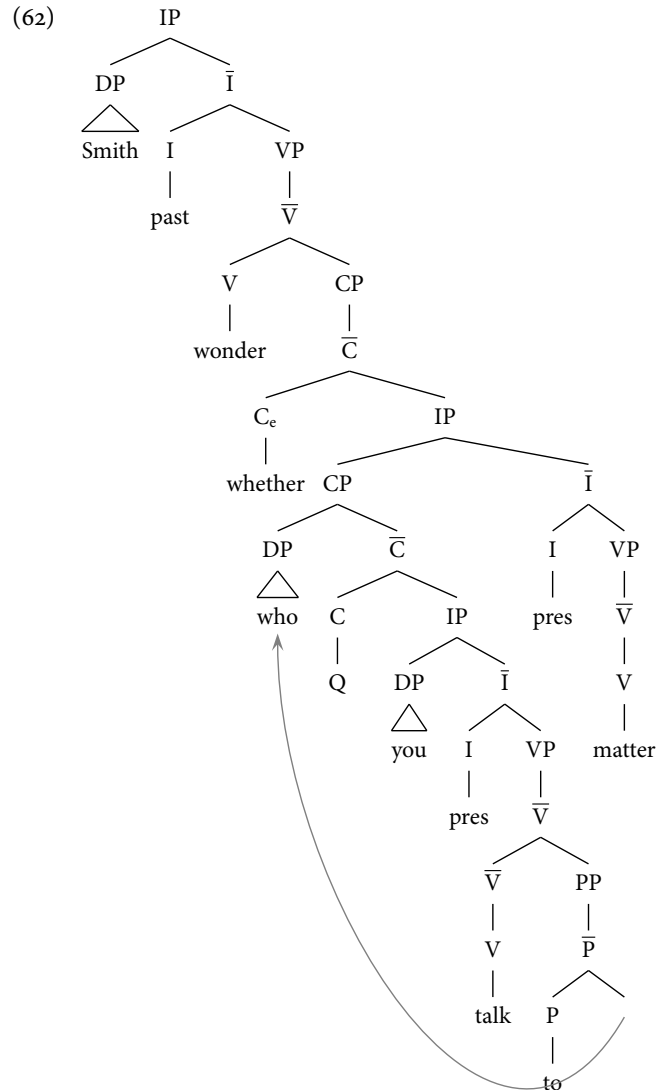 (62) IP
DP Ī
Smith I VP
past V̅
V CP
wonder C̅
Cₑ IP
whether CP Ī
DP C̅ I VP
who C IP pres V̅
Q DP Ī V
you I VP matter
pres V̅
V̅ PP
V P̅
talk P
to